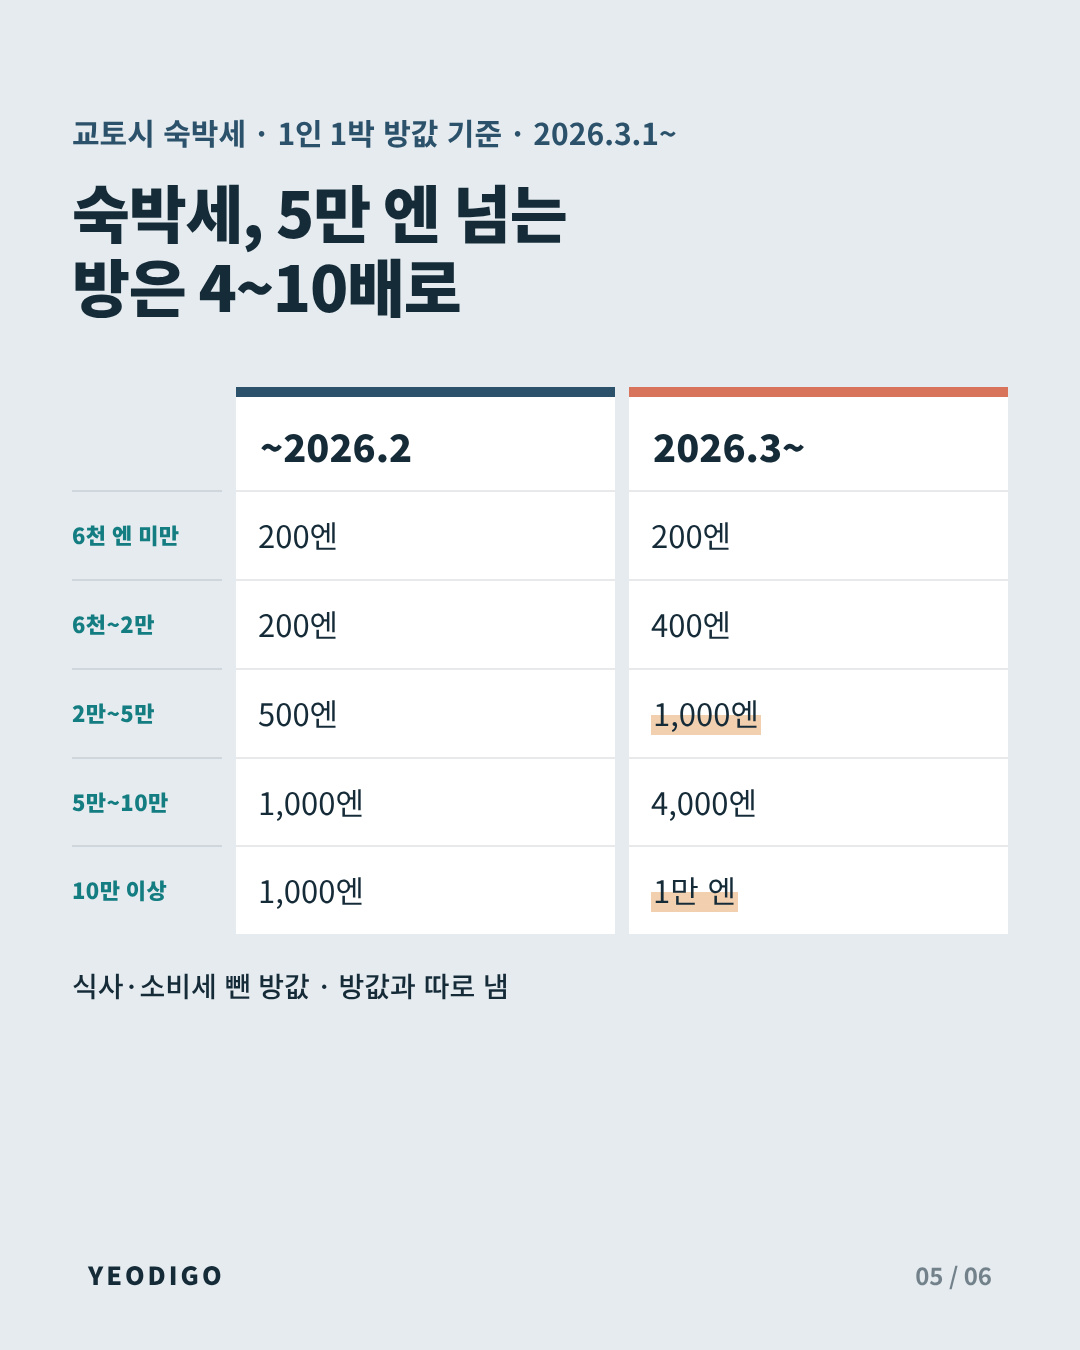 교토시 숙박세 · 1인 1박 방값 기준 · 2026.3.1~
숙박세, 5만 엔 넘는
방은 4~10배로
~2026.2 2026.3~
6천 엔 미만 200엔 200엔
6천~2만 200엔 400엔
2만~5만 500엔 1,000엔
5만~10만 1,000엔 4,000엔
10만 이상 1,000엔 1만 엔
식사·소비세 뺀 방값 · 방값과 따로 냄
YEODIGO 05 / 06